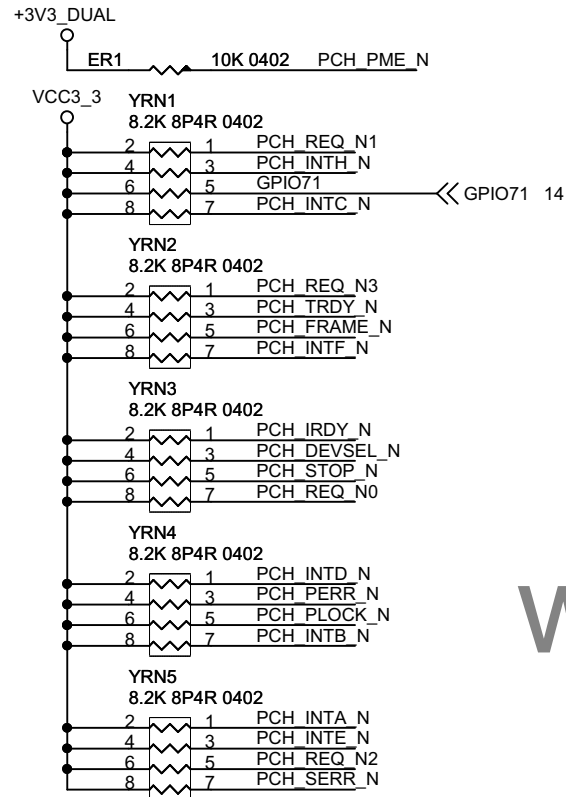 +3V3_DUAL
ER1 10K 0402 PCH_PME_N
VCC3_3
YRN1
8.2K 8P4R 0402
2 1 PCH_REQ_N1
4 3 PCH_INTH_N
6 5 GPIO71 GPIO71 14
8 7 PCH_INTC_N
YRN2
8.2K 8P4R 0402
2 1 PCH_REQ_N3
4 3 PCH_TRDY_N
6 5 PCH_FRAME_N
8 7 PCH_INTF_N
YRN3
8.2K 8P4R 0402
2 1 PCH_IRDY_N
4 3 PCH_DEVSEL_N
6 5 PCH_STOP_N
8 7 PCH_REQ_N0
YRN4
8.2K 8P4R 0402
2 1 PCH_INTD_N
4 3 PCH_PERR_N
6 5 PCH_PLOCK_N
8 7 PCH_INTB_N
YRN5
8.2K 8P4R 0402
2 1 PCH_INTA_N
4 3 PCH_INTE_N
6 5 PCH_REQ_N2
8 7 PCH_SERR_N